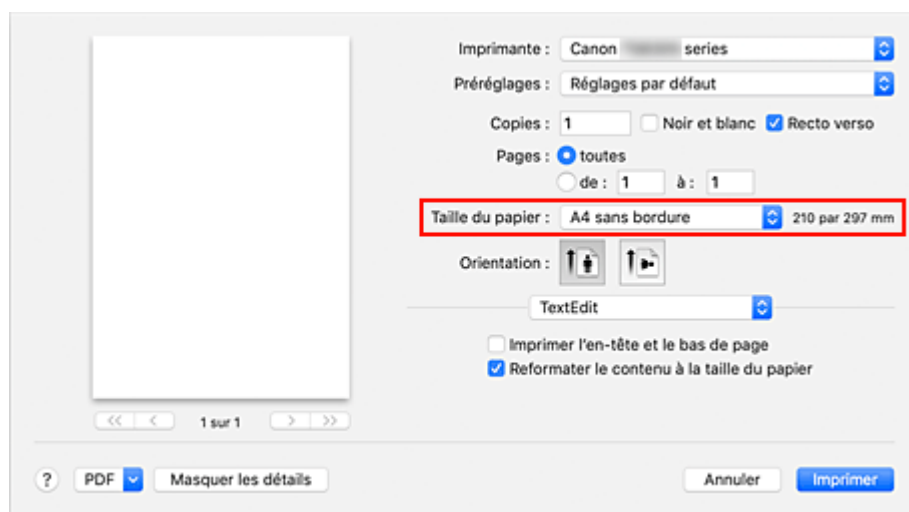 Imprimante : Canon series
Préréglages : Réglages par défaut
Copies : 1 Noir et blanc Recto verso
Pages : toutes
de : 1 à : 1
Taille du papier : A4 sans bordure 210 par 297 mm
Orientation :
TextEdit
Imprimer l'en-tête et le bas de page
Reformater le contenu à la taille du papier
<< < 1 sur 1 > >>
? PDF Masquer les détails Annuler Imprimer